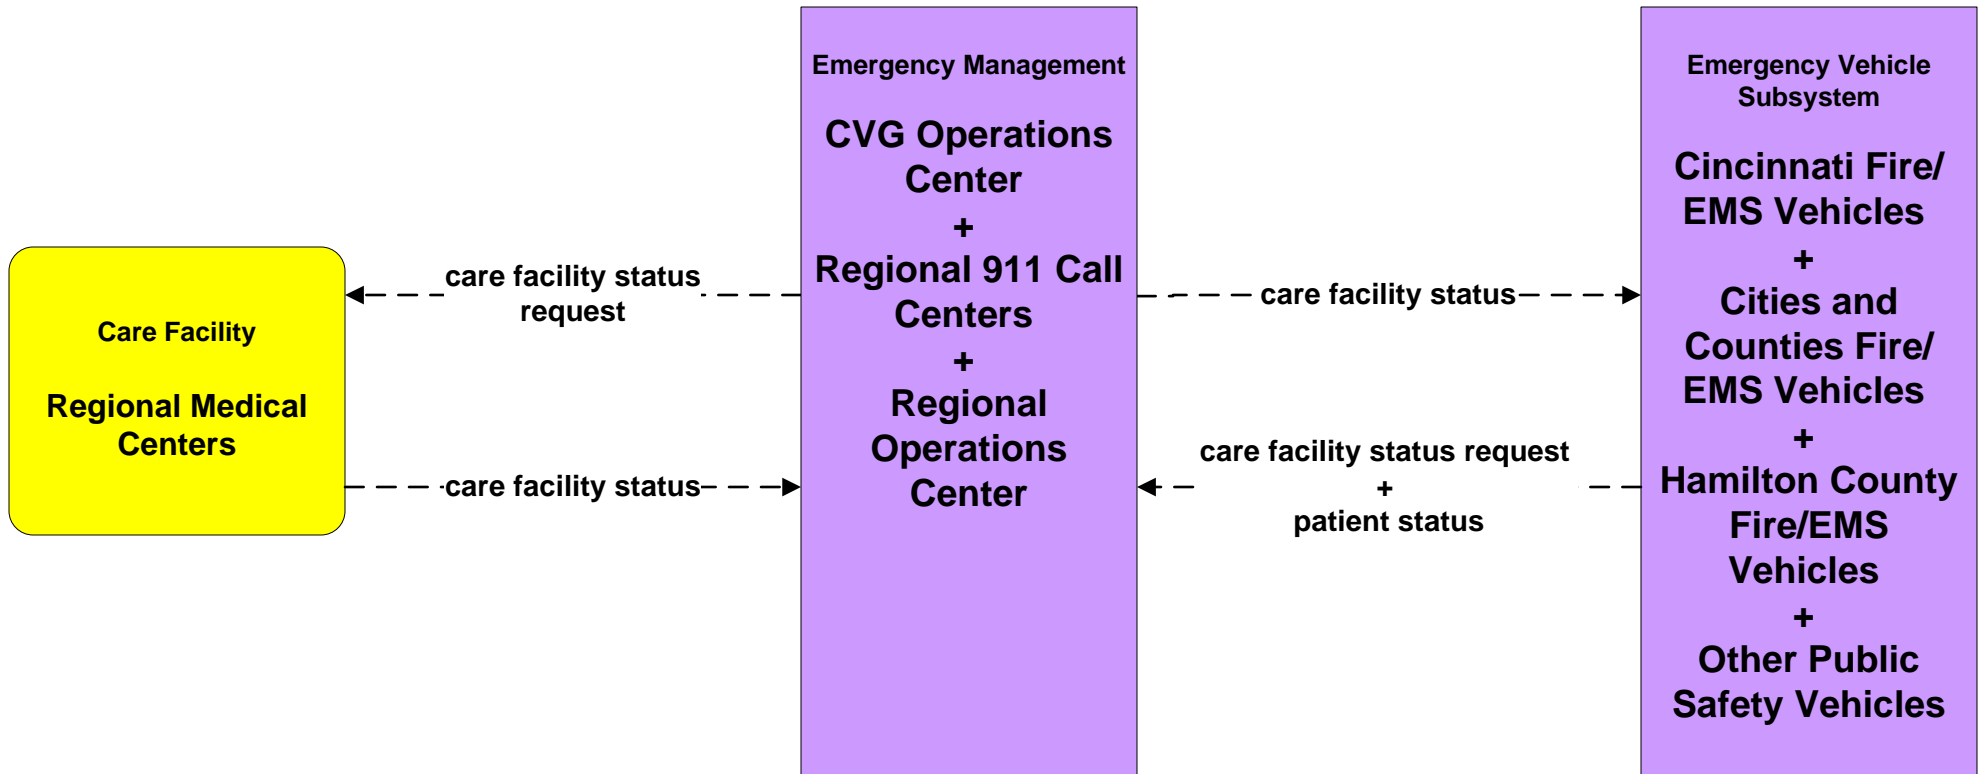 Care Facility
Regional Medical
Centers
care facility status
request
care facility status
Emergency Management
CVG Operations
Center
+
Regional 911 Call
Centers
+
Regional
Operations
Center
care facility status
care facility status request
+
patient status
Emergency Vehicle
Subsystem
Cincinnati Fire/
EMS Vehicles
+
Cities and
Counties Fire/
EMS Vehicles
+
Hamilton County
Fire/EMS
Vehicles
+
Other Public
Safety Vehicles